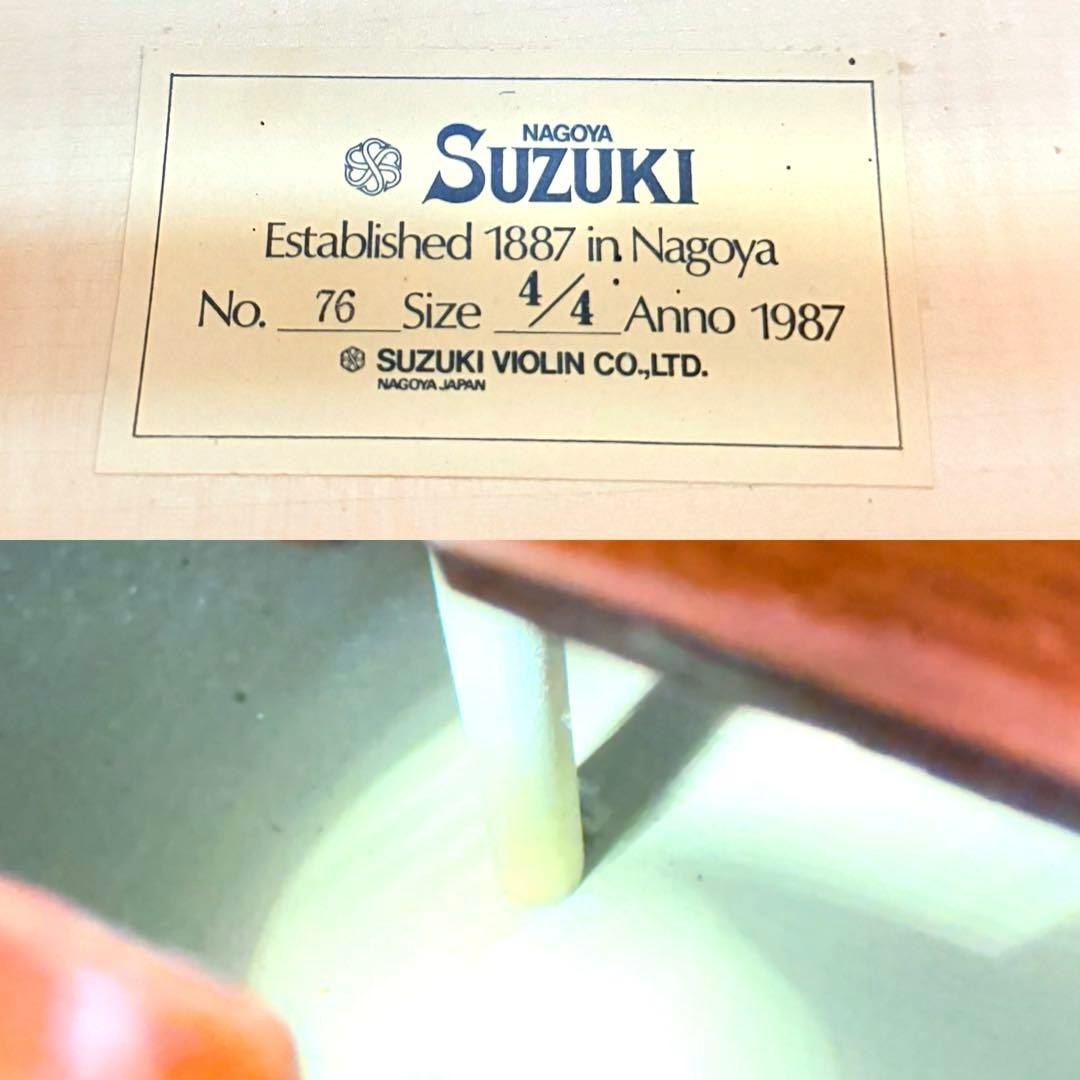 NAGOYA
SUZUKI
Established 1887 in Nagoya
No. 76 Size 4/4 Anno 1987
SUZUKI VIOLIN CO.,LTD.
NAGOYA JAPAN